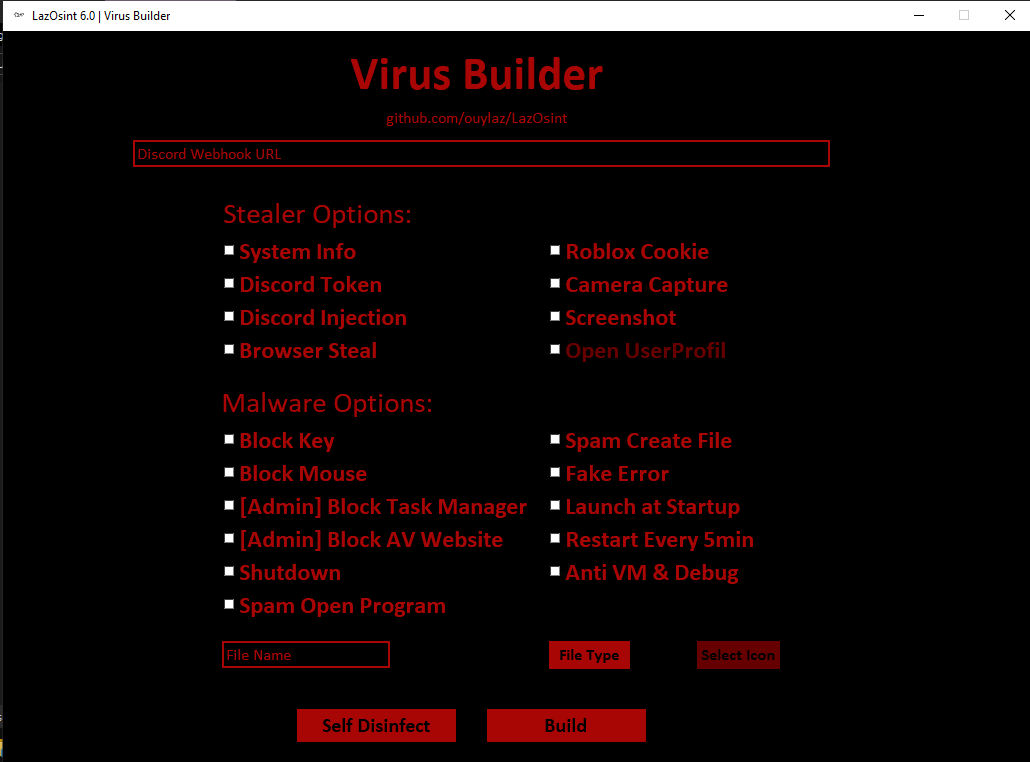 LazOsint 6.0 | Virus Builder
Virus Builder
github.com/ouylaz/LazOsInt
Discord Webhook URL
Stealer Options:
System Info
Roblox Cookie
Discord Token
Camera Capture
Discord Injection
Screenshot
Browser Steal
Open UserProfil
Malware Options:
Block Key
Spam Create File
Block Mouse
Fake Error
[Admin] Block Task Manager
Launch at Startup
[Admin] Block AV Website
Restart Every 5min
Shutdown
Anti VM & Debug
Spam Open Program
File Name
File Type
Select Icon
Self Disinfect
Build